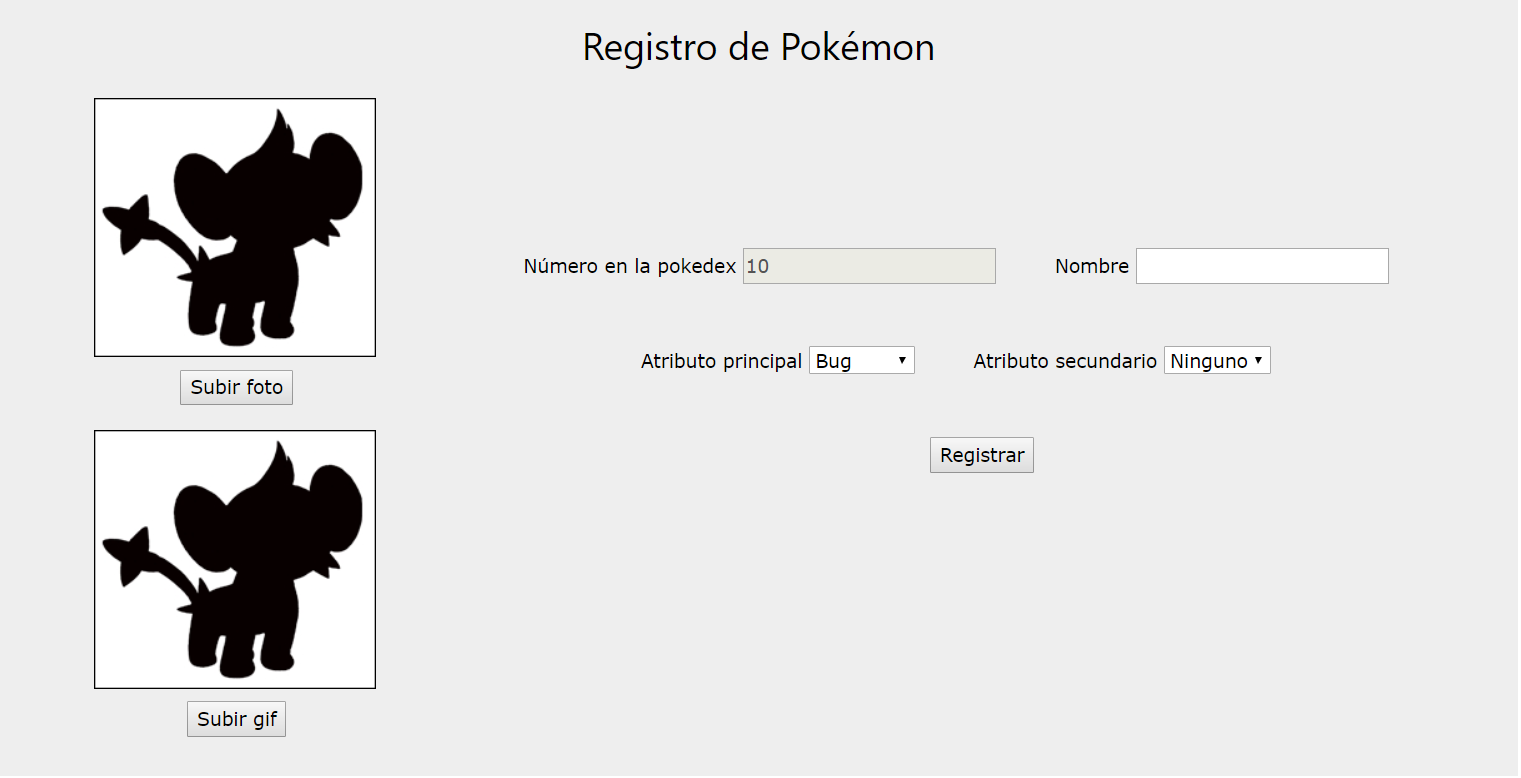 Registro de Pokémon
Número en la pokedex 10 Nombre
Atributo principal Bug Atributo secundario Ninguno
Subir foto
Registrar
Subir gif